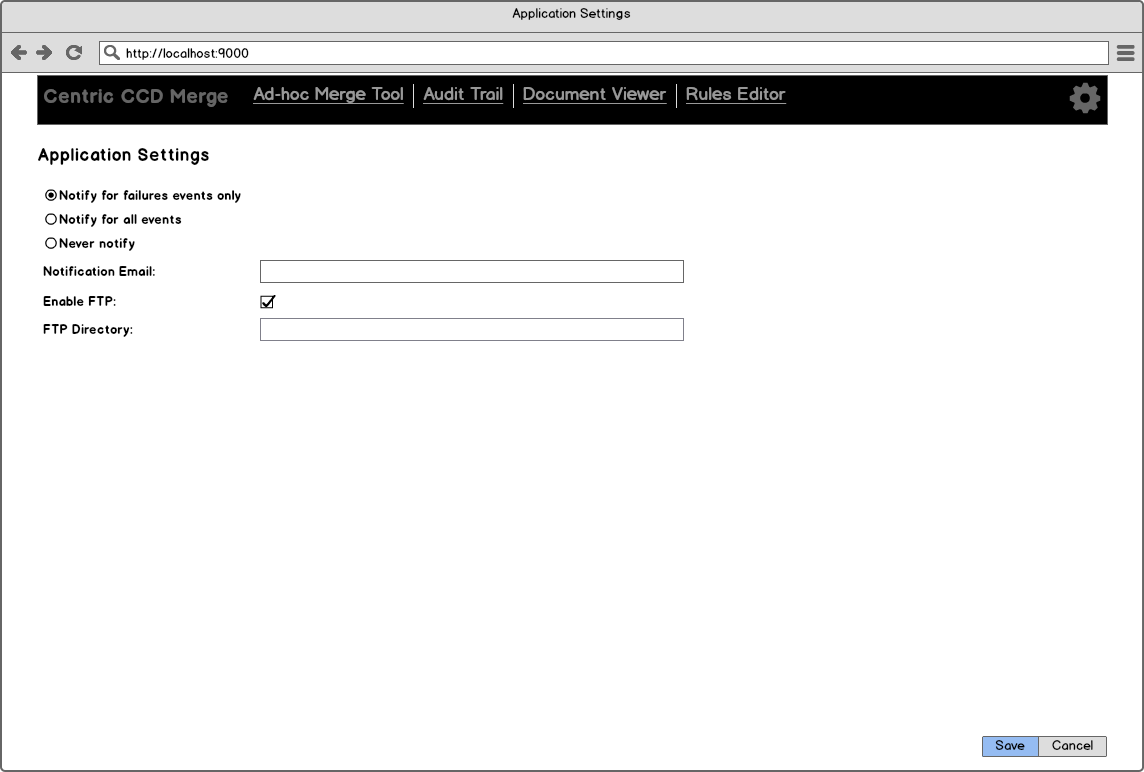 Application Settings
http://localhost:9000
Centric CCD Merge Ad-hoc Merge Tool Audit Trail Document Viewer Rules Editor
Application Settings
Notify for failures events only
Notify for all events
Never notify
Notification Email:
Enable FTP:
FTP Directory:
Save Cancel